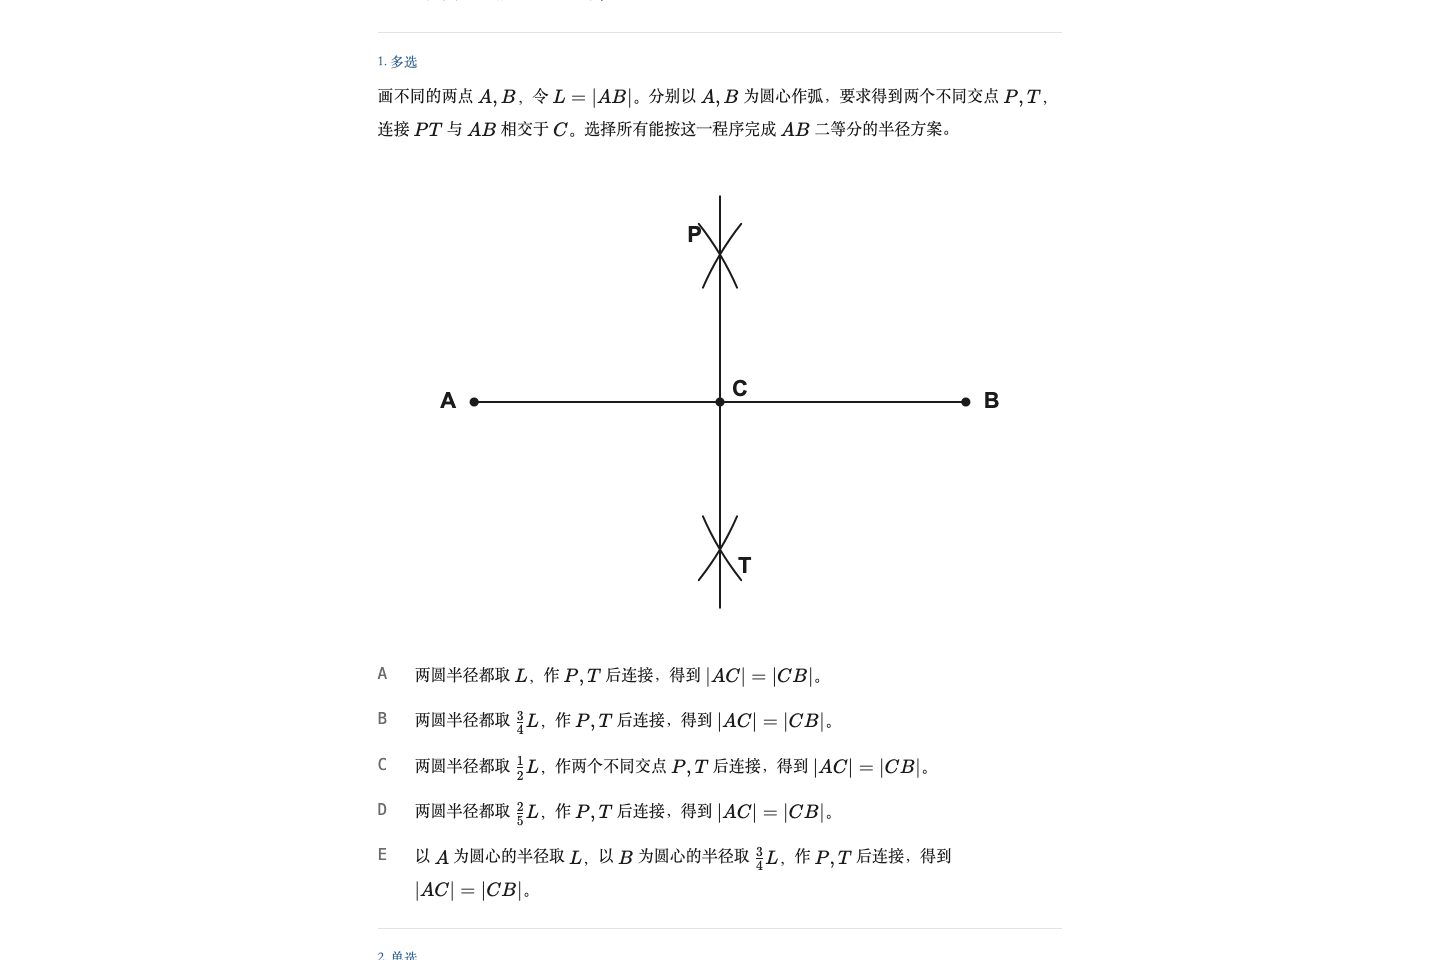 1. 多选
画不同的两点 A, B，令 L = |AB|。分别以 A, B 为圆心作弧，要求得到两个不同交点 P, T，
连接 PT 与 AB 相交于 C。选择所有能按这一程序完成 AB 二等分的半径方案。
P
C
A
B
T
A 两圆半径都取 L，作 P, T 后连接，得到 |AC| = |CB|。
B 两圆半径都取 3/4 L，作 P, T 后连接，得到 |AC| = |CB|。
C 两圆半径都取 1/2 L，作两个不同交点 P, T 后连接，得到 |AC| = |CB|。
D 两圆半径都取 2/5 L，作 P, T 后连接，得到 |AC| = |CB|。
E 以 A 为圆心的半径取 L，以 B 为圆心的半径取 3/4 L，作 P, T 后连接，得到
|AC| = |CB|。
2. 单选